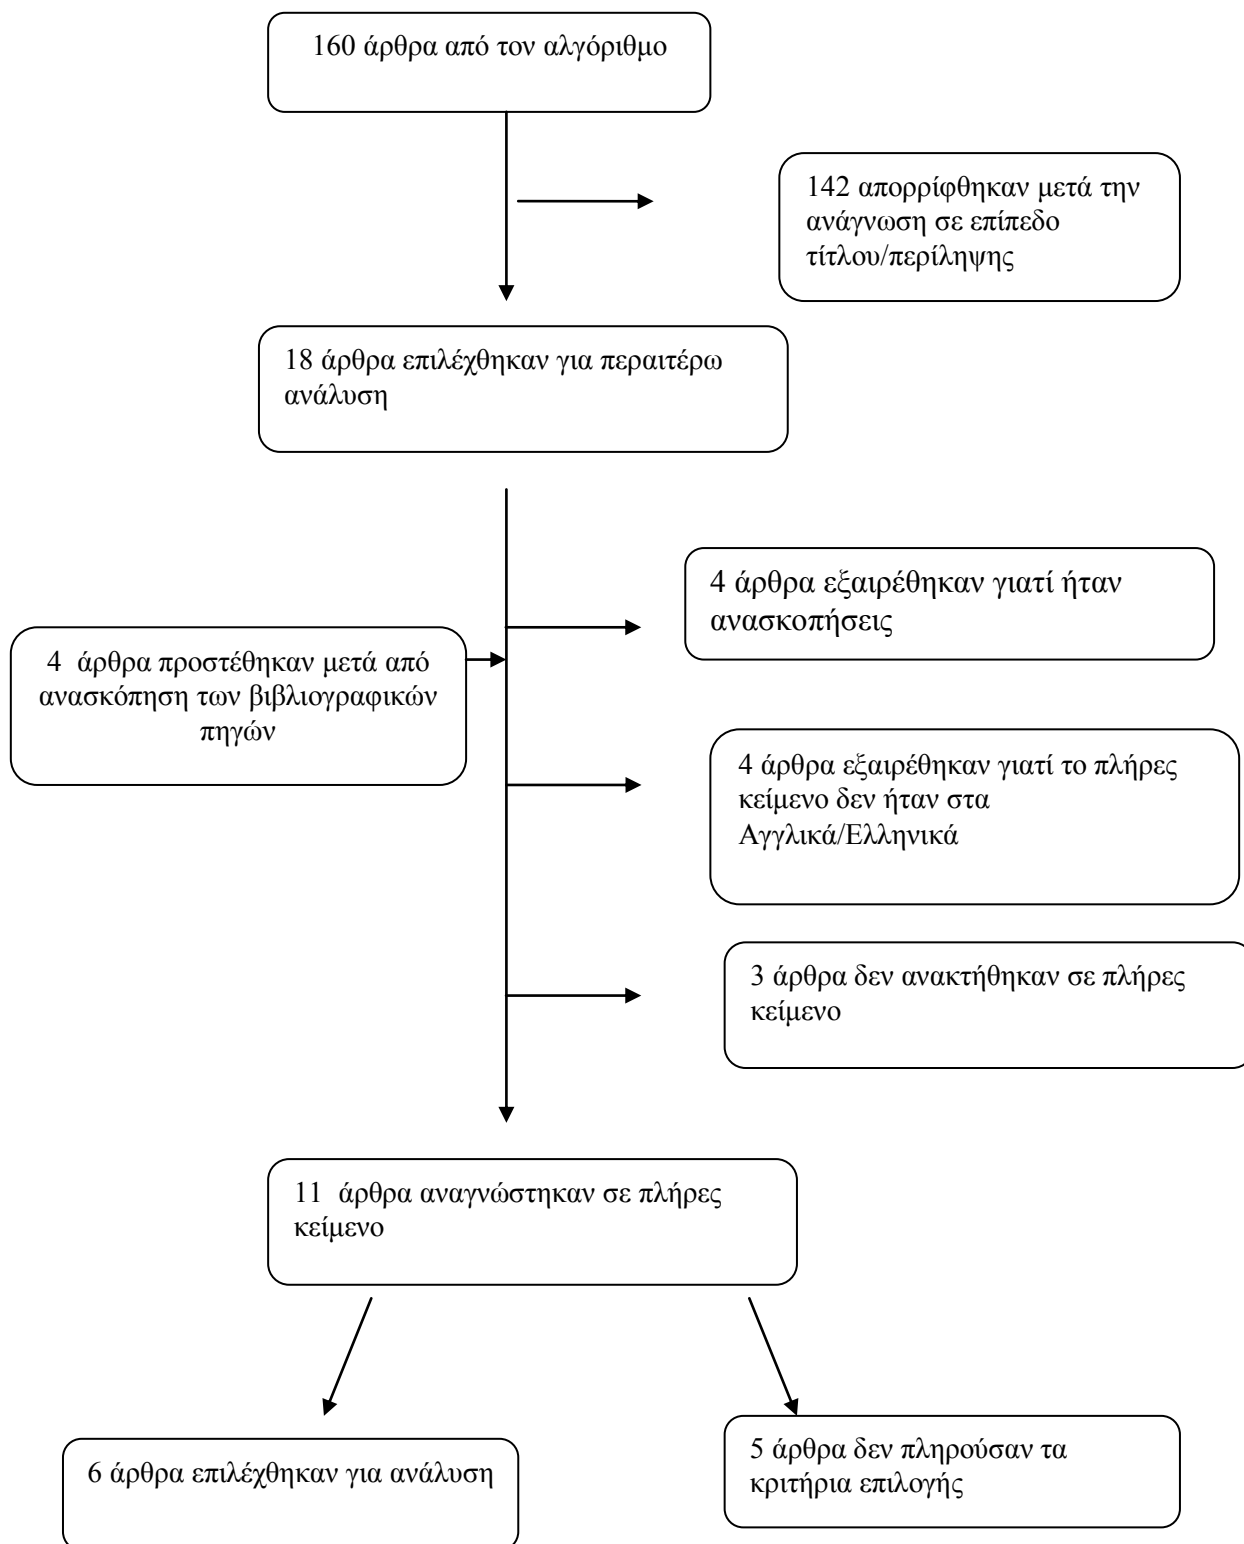 160 άρθρα από τον αλγόριθμο
142 απορρίφθηκαν μετά την
ανάγνωση σε επίπεδο
τίτλου/περίληψης
18 άρθρα επιλέχθηκαν για περαιτέρω
ανάλυση
4 άρθρα εξαιρέθηκαν γιατί ήταν
ανασκοπήσεις
4 άρθρα προστέθηκαν μετά από
ανασκόπηση των βιβλιογραφικών
πηγών
4 άρθρα εξαιρέθηκαν γιατί το πλήρες
κείμενο δεν ήταν στα
Αγγλικά/Ελληνικά
3 άρθρα δεν ανακτήθηκαν σε πλήρες
κείμενο
11 άρθρα αναγνώστηκαν σε πλήρες
κείμενο
6 άρθρα επιλέχθηκαν για ανάλυση
5 άρθρα δεν πληρούσαν τα
κριτήρια επιλογής